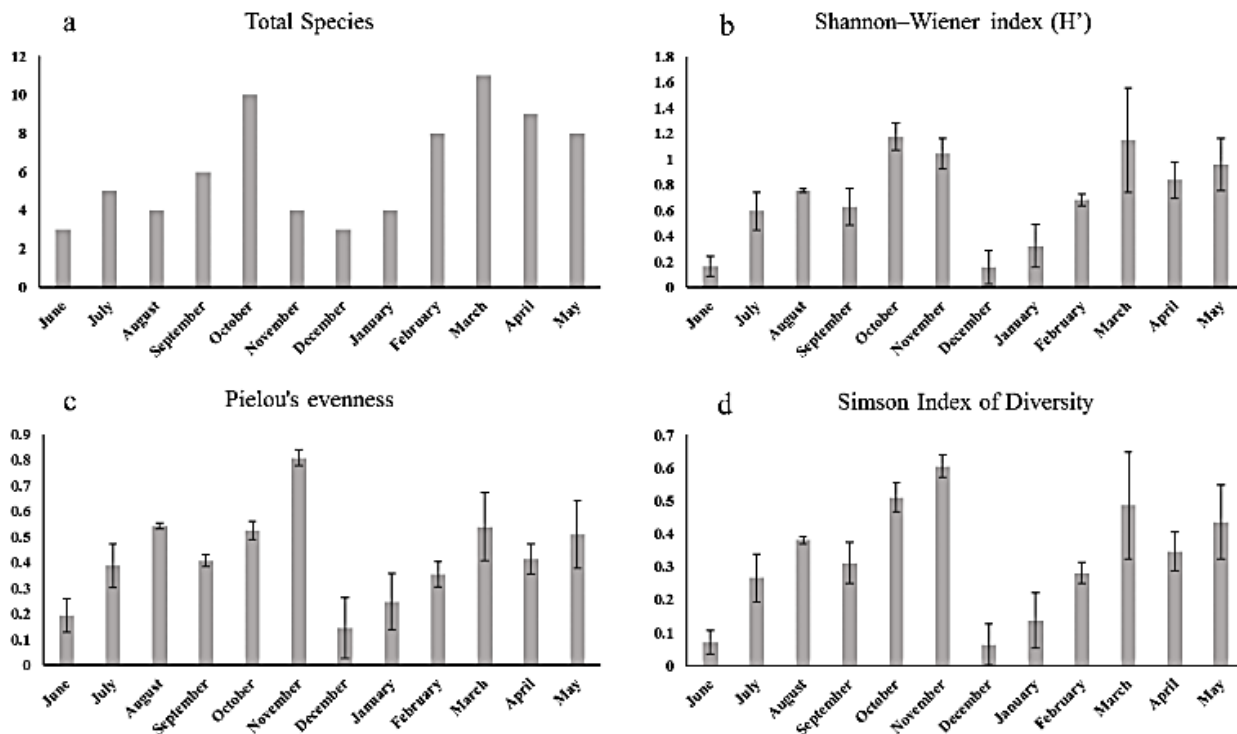 a
Total Species
12
10
8
6
4
2
0
June
July
August
September
October
November
December
January
February
March
April
May
b
Shannon–Wiener index (H’)
1.8
1.6
1.4
1.2
1
0.8
0.6
0.4
0.2
0
June
July
August
September
October
November
December
January
February
March
April
May
c
Pielou's evenness
0.9
0.8
0.7
0.6
0.5
0.4
0.3
0.2
0.1
0
June
July
August
September
October
November
December
January
February
March
April
May
d
Simson Index of Diversity
0.7
0.6
0.5
0.4
0.3
0.2
0.1
0
June
July
August
September
October
November
December
January
February
March
April
May